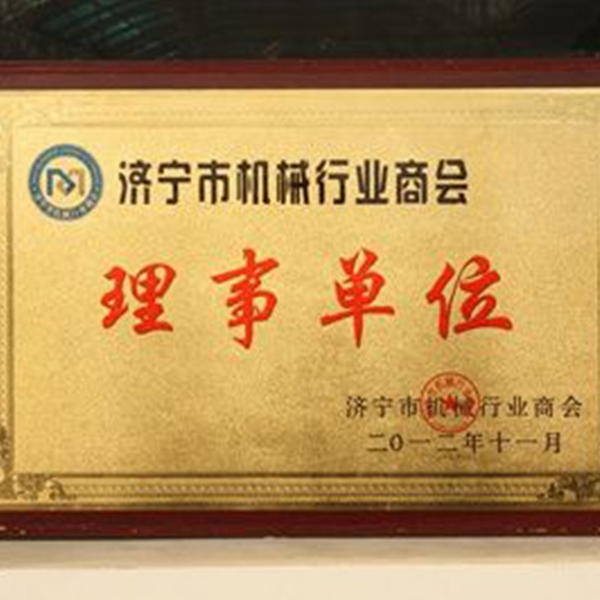 济宁市机械行业商会
理事单位
济宁市机械行业商会
二〇一二年十一月